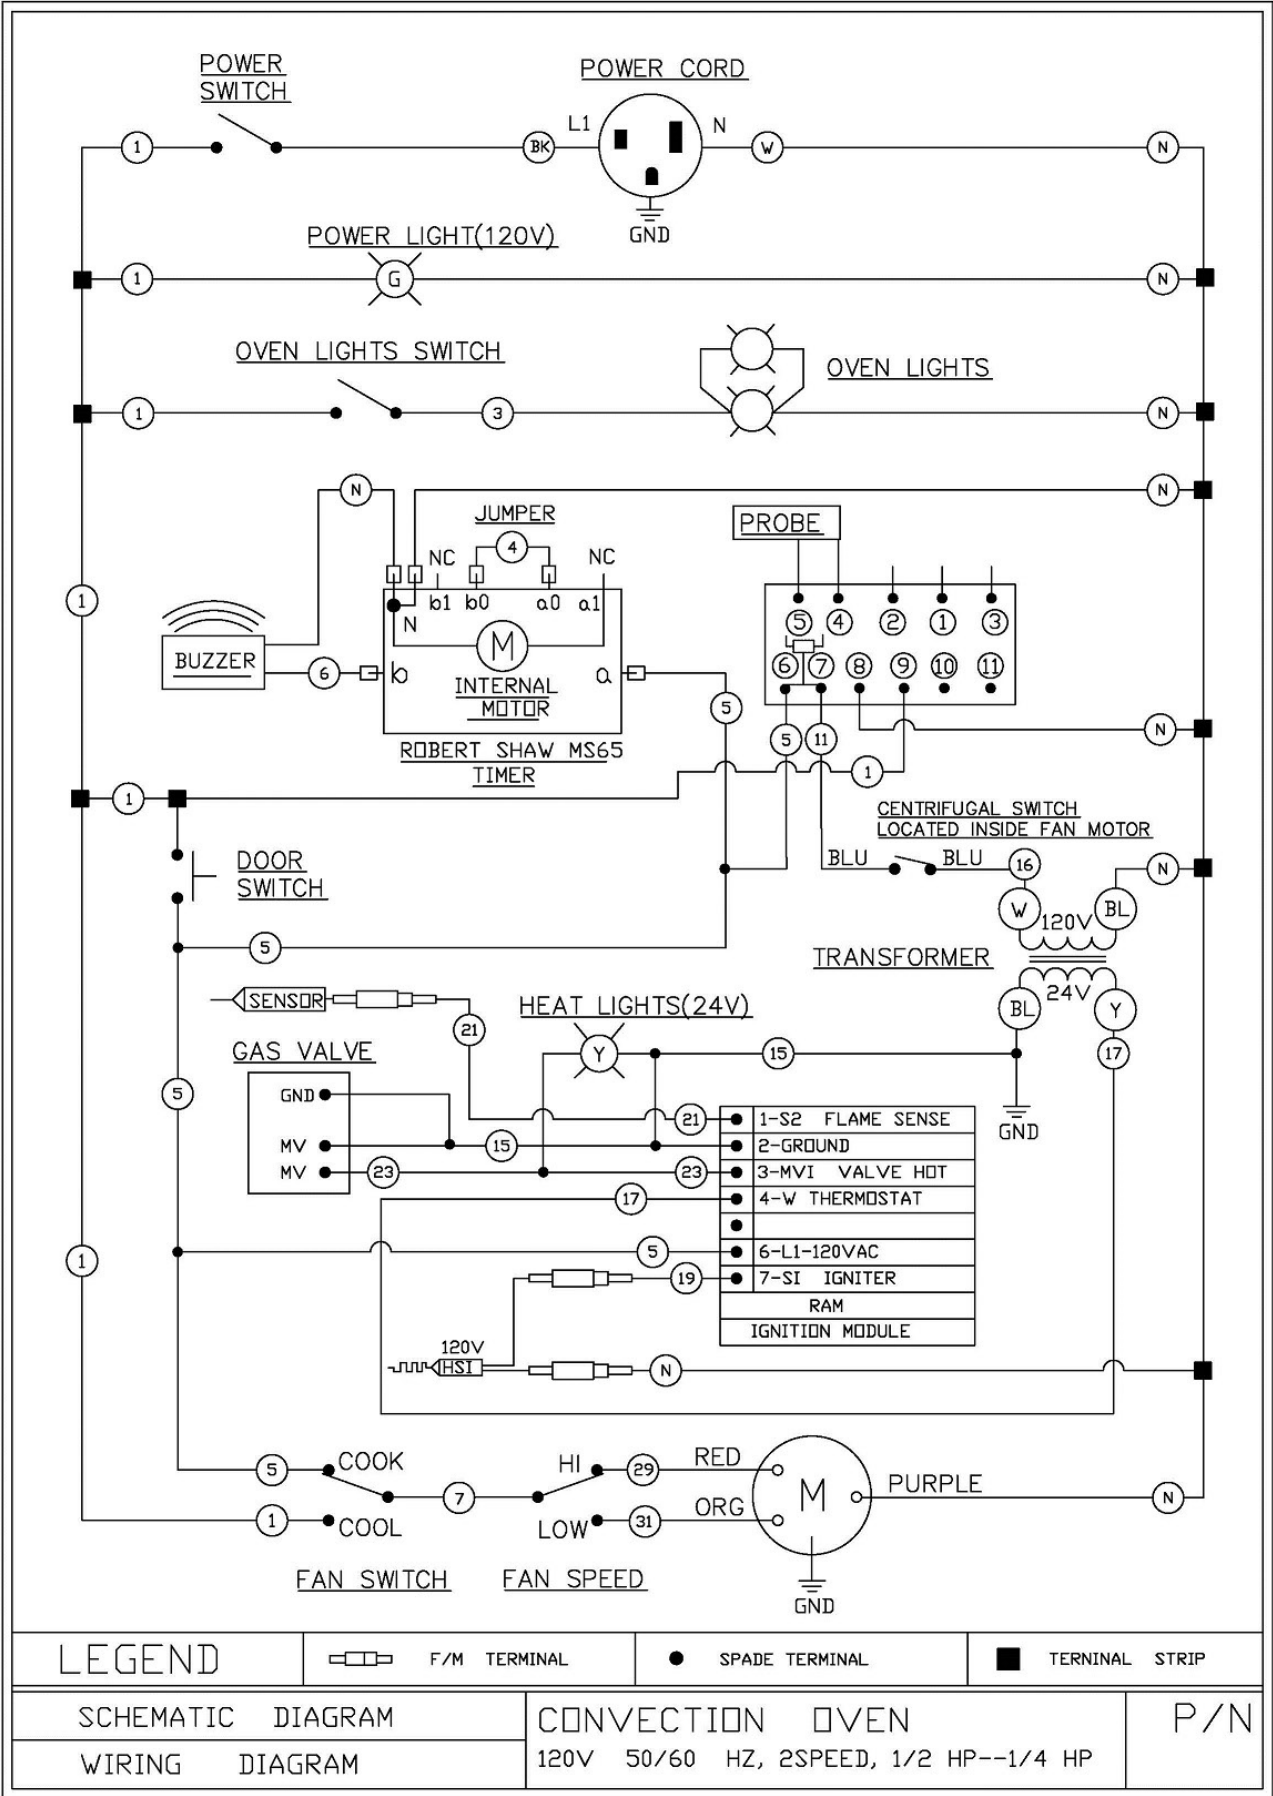 POWER
SWITCH
POWER CORD
1
BK
L1
N
W
N
GND
POWER LIGHT(120V)
1
G
N
OVEN LIGHTS SWITCH
OVEN LIGHTS
1
3
N
N
N
JUMPER
4
NC
NC
b1
b0
a0
a1
N
M
PROBE
5
4
2
1
3
6
7
8
9
10
11
1
BUZZER
6
b
a
INTERNAL
MOTOR
5
5
11
N
ROBERT SHAW MS65
TIMER
1
1
CENTRIFUGAL SWITCH
LOCATED INSIDE FAN MOTOR
DOOR
SWITCH
BLU
BLU
16
N
W
120V
BL
5
TRANSFORMER
24V
BL
Y
SENSOR
21
HEAT LIGHTS(24V)
Y
15
17
GAS VALVE
GND
5
GND
21
1-S2 FLAME SENSE
MV
15
2-GROUND
MV
23
23
3-MVI VALVE HOT
17
4-W THERMOSTAT
1
5
6-L1-120VAC
19
7-SI IGNITER
RAM
IGNITION MODULE
120V
HSI
N
5
COOK
HI
29
RED
7
M
PURPLE
N
1
COOL
LOW
31
ORG
FAN SWITCH
FAN SPEED
GND
LEGEND
F/M TERMINAL
SPADE TERMINAL
TERNINAL STRIP
SCHEMATIC DIAGRAM
CONVECTION OVEN
P/N
WIRING DIAGRAM
120V 50/60 HZ, 2SPEED, 1/2 HP--1/4 HP